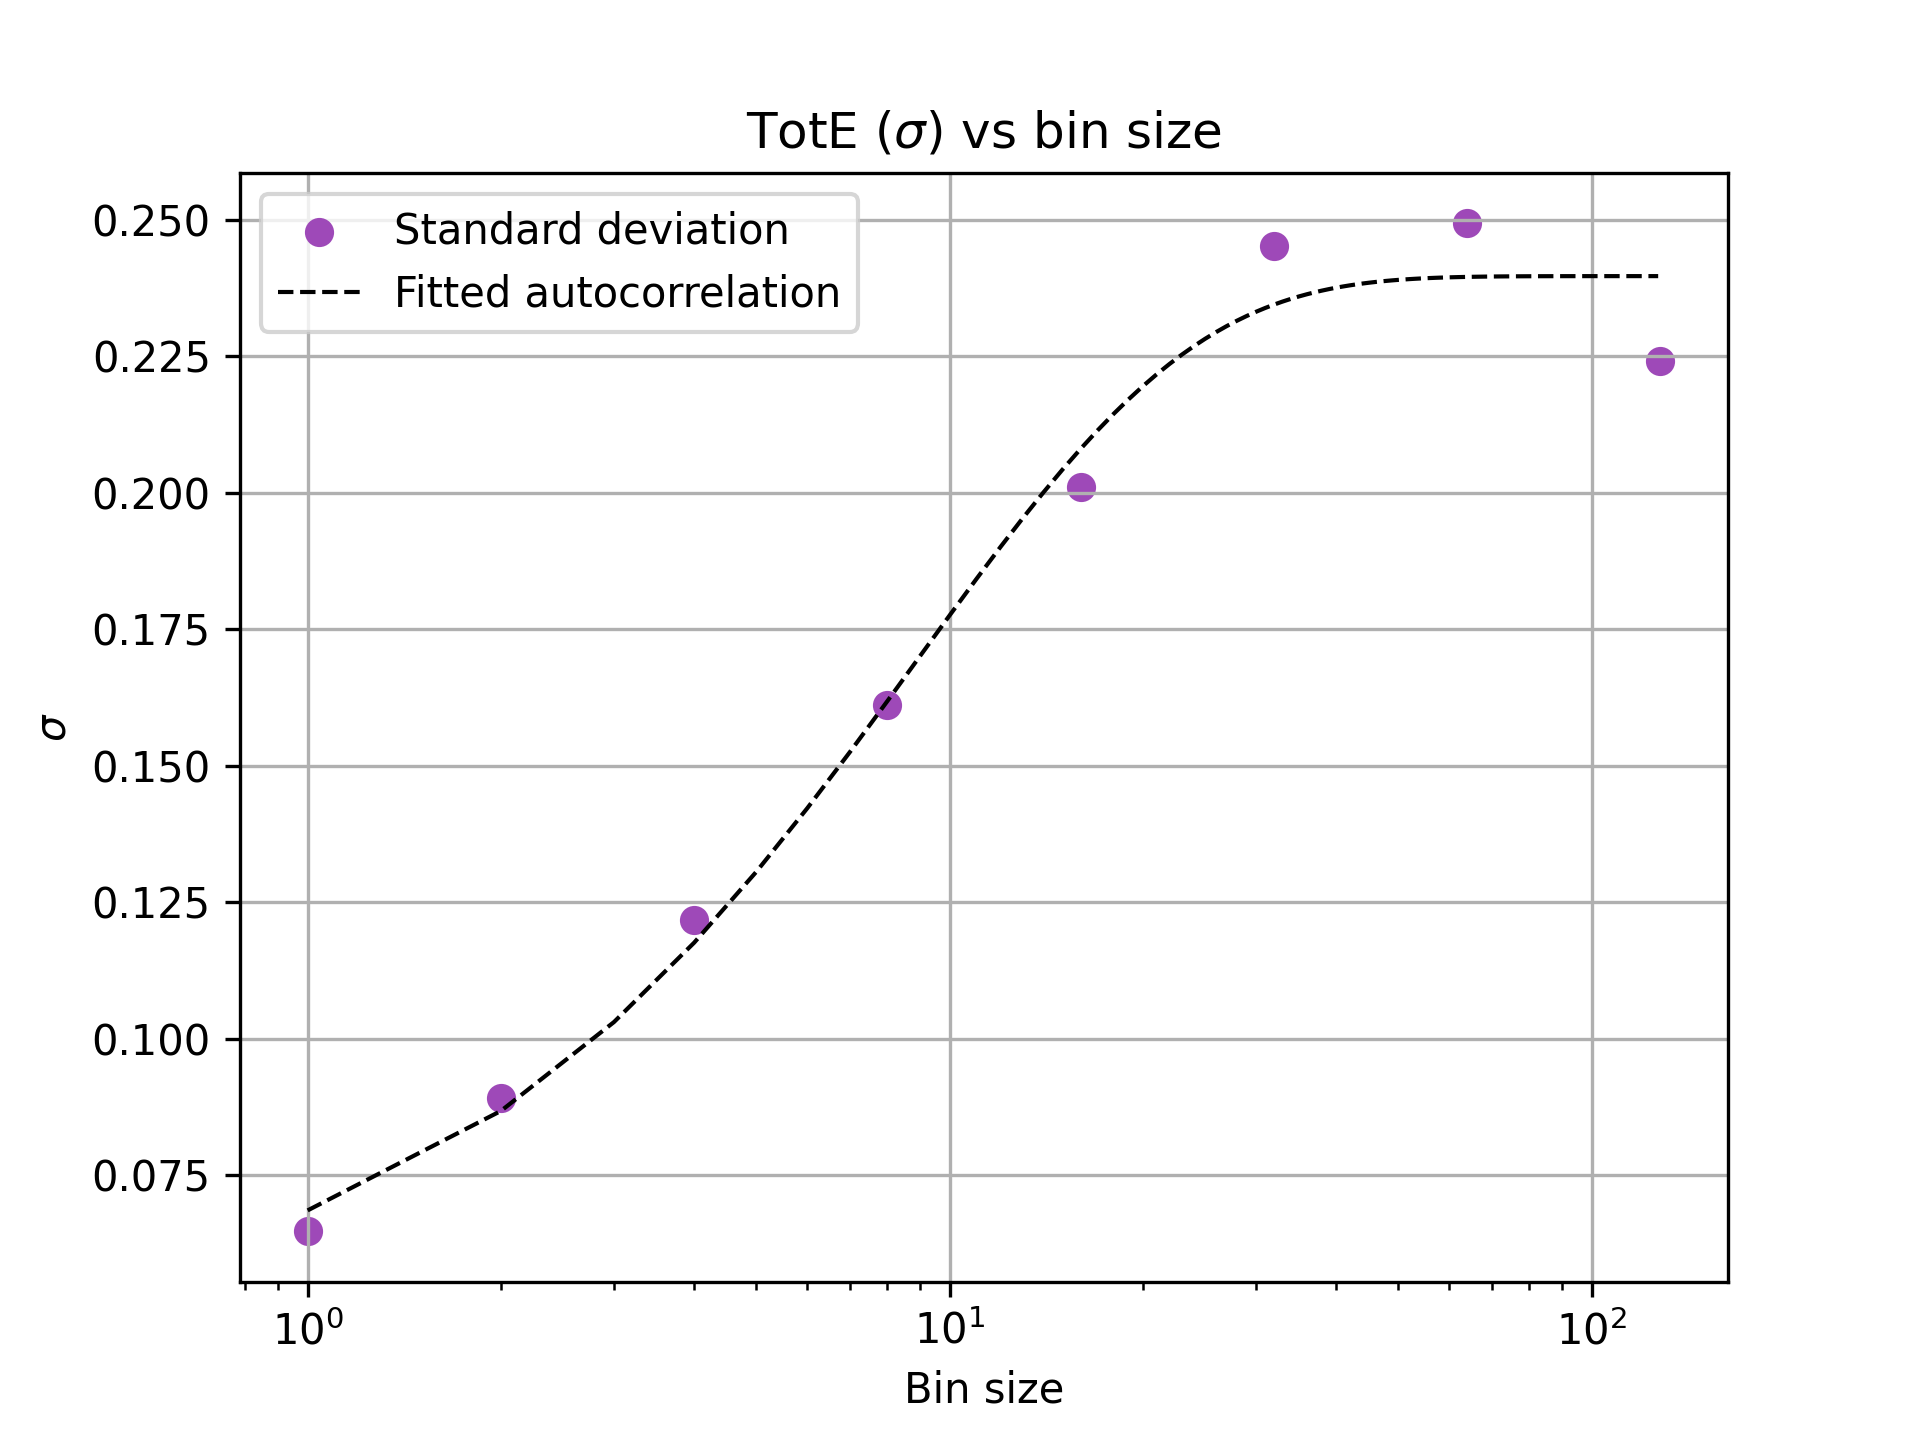 TotE (σ) vs bin size
Standard deviation
Fitted autocorrelation
0.250
0.225
0.200
0.175
0.150
0.125
0.100
0.075
σ
10⁰ 10¹ 10²
Bin size